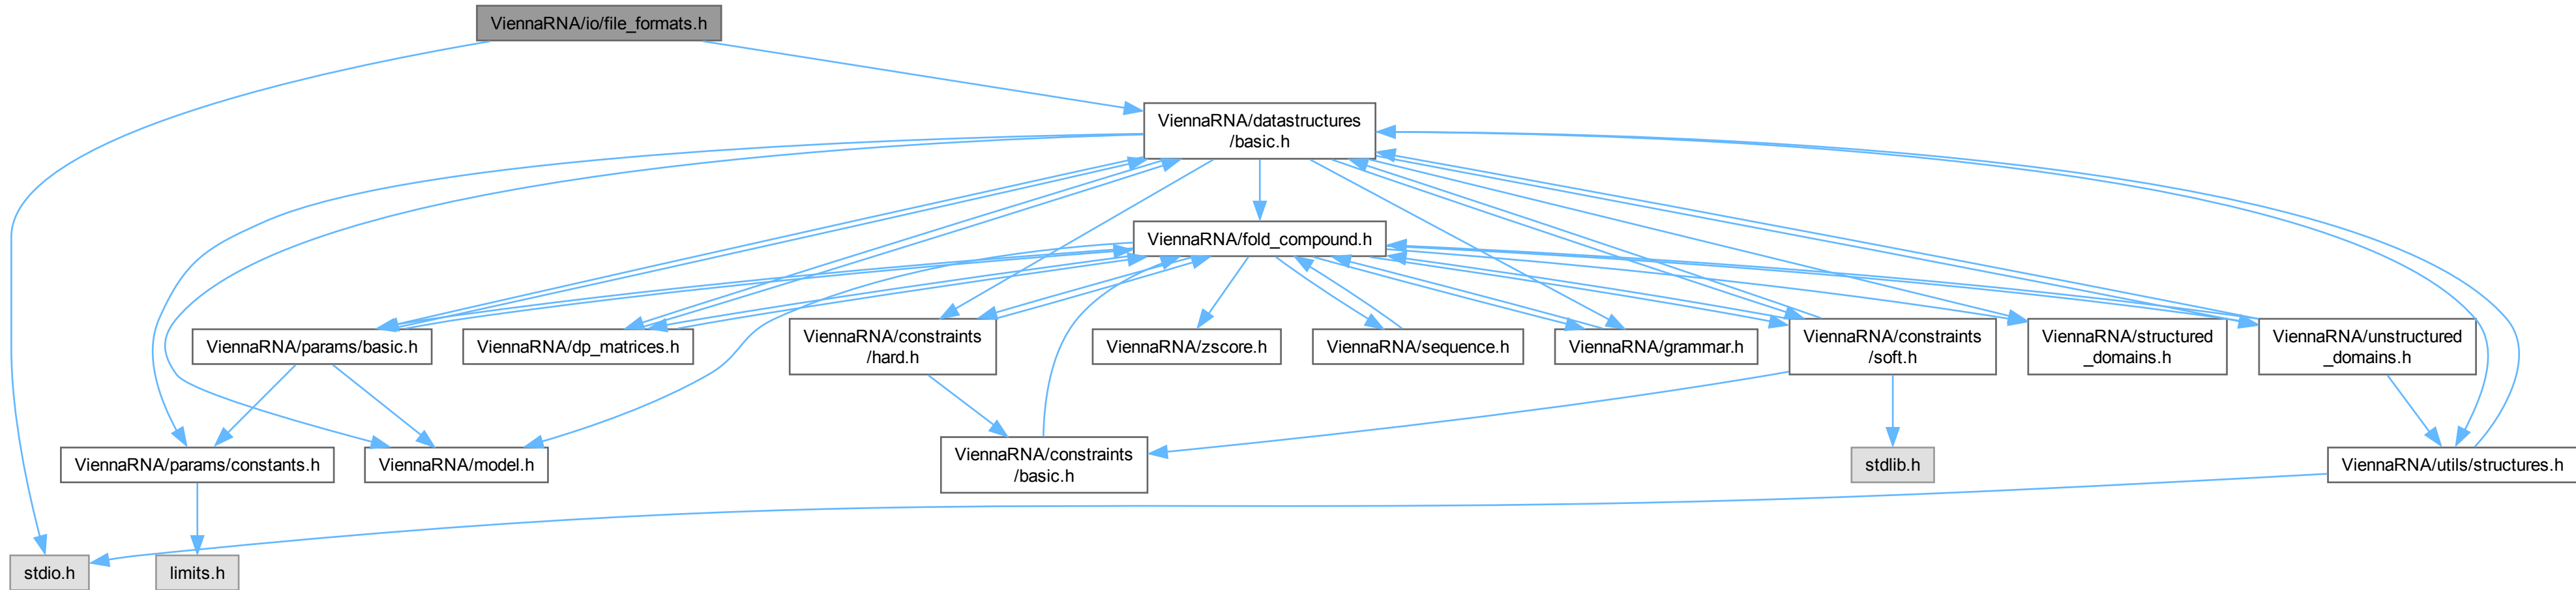 ViennaRNA/io/file_formats.h
ViennaRNA/datastructures
/basic.h
ViennaRNA/fold_compound.h
ViennaRNA/params/basic.h
ViennaRNA/dp_matrices.h
ViennaRNA/constraints
/hard.h
ViennaRNA/zscore.h
ViennaRNA/sequence.h
ViennaRNA/grammar.h
ViennaRNA/constraints
/soft.h
ViennaRNA/structured
_domains.h
ViennaRNA/unstructured
_domains.h
ViennaRNA/params/constants.h
ViennaRNA/model.h
ViennaRNA/constraints
/basic.h
stdlib.h
ViennaRNA/utils/structures.h
stdio.h
limits.h